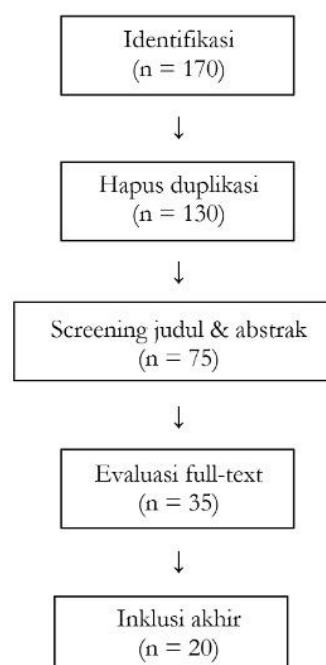 Identifikasi
(n = 170)
↓
Hapus duplikasi
(n = 130)
↓
Screening judul & abstrak
(n = 75)
↓
Evaluasi full-text
(n = 35)
↓
Inklusi akhir
(n = 20)